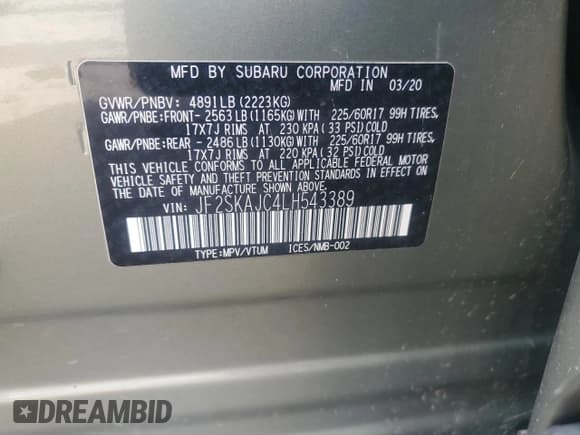 MFD BY SUBARU CORPORATION
MFD IN 03/20
GVWR/PNBV: 4891LB (2223KG)
GAWR/PNBE:FRONT- 2563LB (1165KG) WITH 225/60R17 99H TIRES,
17X7J RIMS AT 230 KPA (33 PSI) COLD
GAWR/PNBE:REAR - 2486LB (1130KG) WITH 225/60R17 99H TIRES,
17X7J RIMS AT 220 KPA (32 PSI) COLD
THIS VEHICLE CONFORMS TO ALL APPLICABLE FEDERAL MOTOR
VEHICLE SAFETY AND THEFT PREVENTION STANDARDS IN EFFECT ON
THE DATE OF MANUFACTURE SHOWN ABOVE.
VIN: JF2SKAJC4LH543389
TYPE:MPV/VTUM ICES/NMB-002
DREAMBID